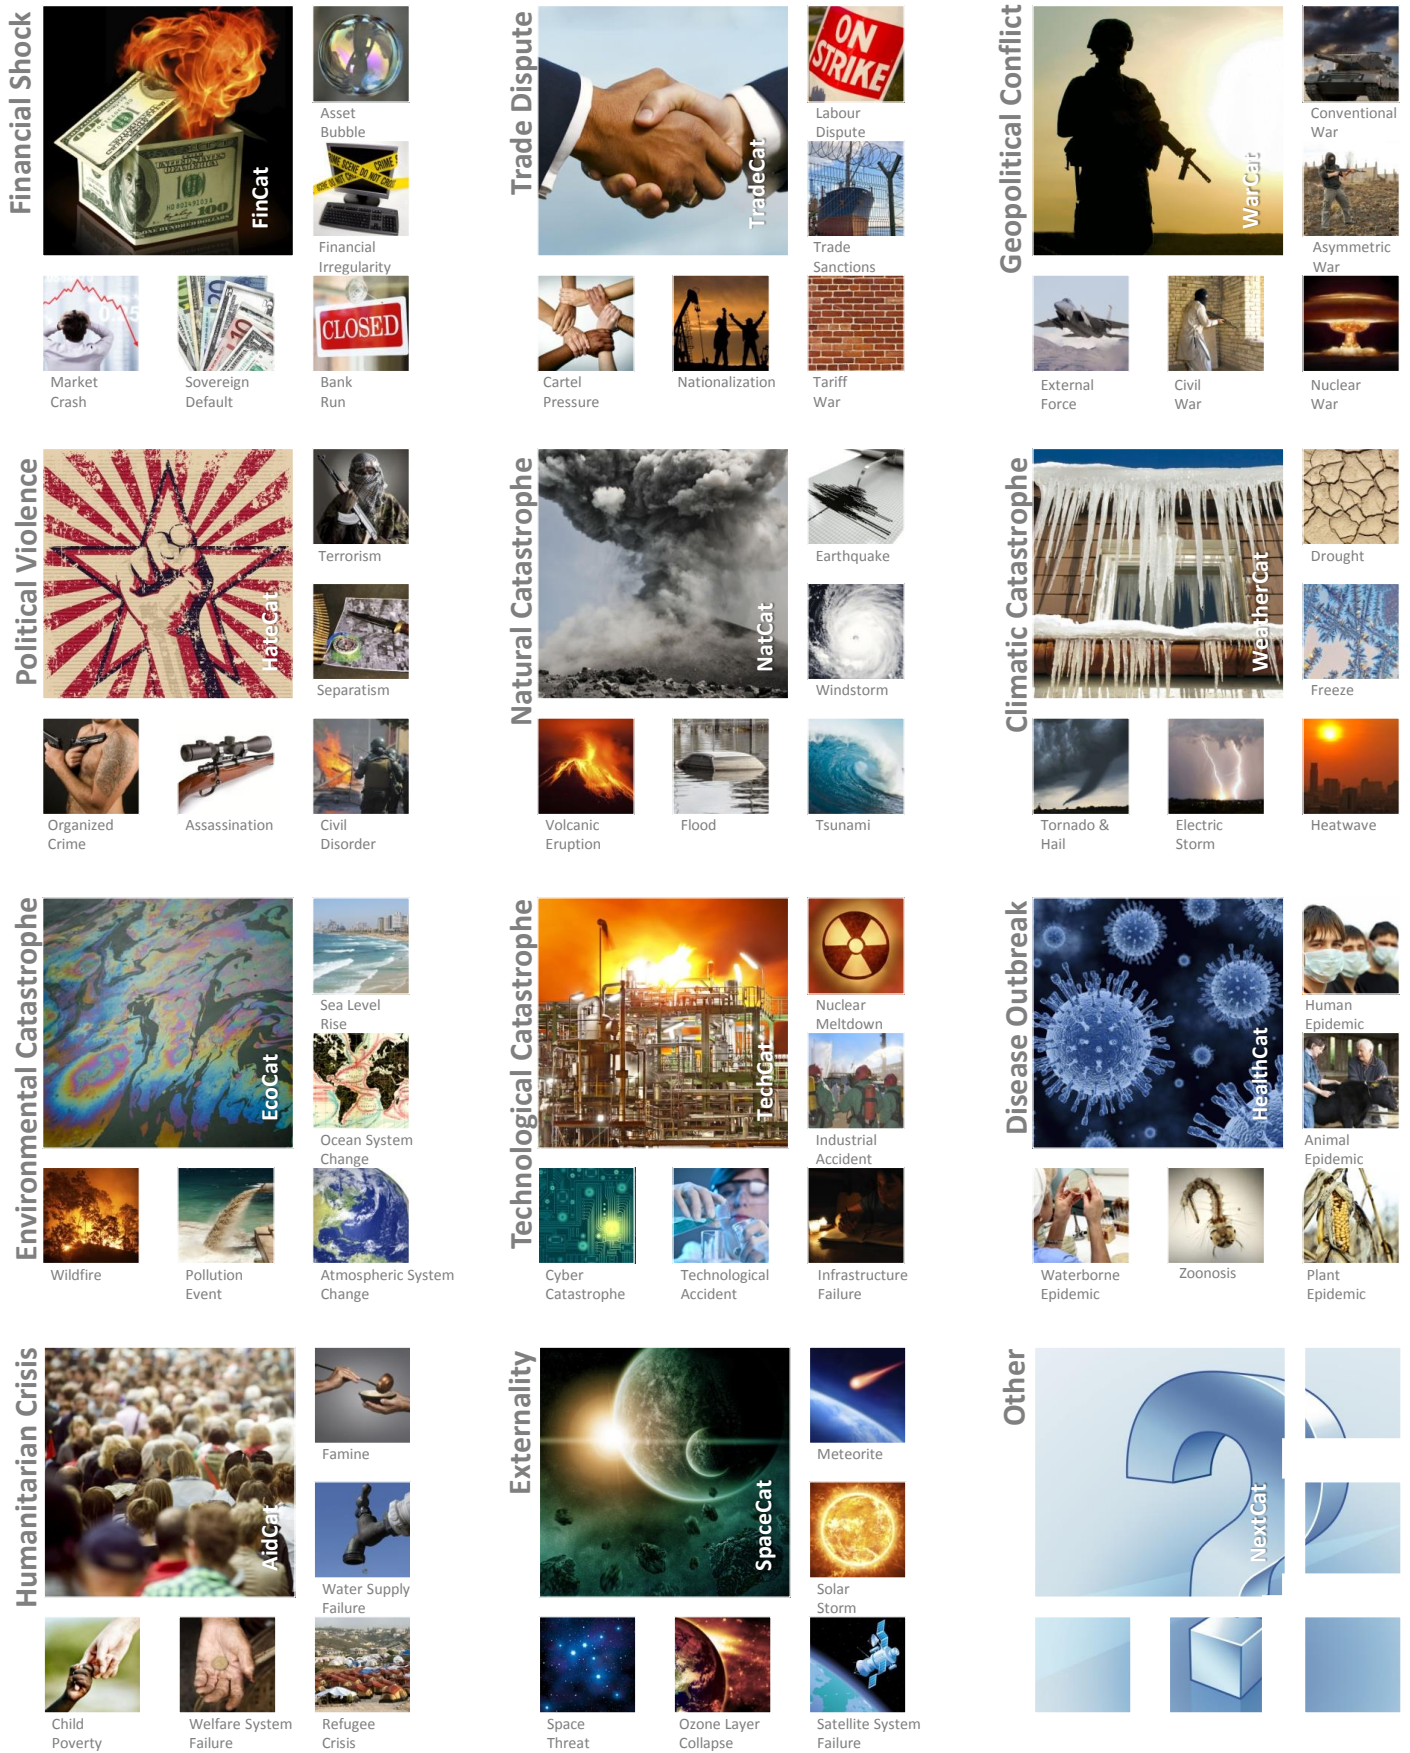 Financial Shock
FinCat
Asset
Bubble
CRIME SCENE DO NOT CROSS
Financial
Irregularity
Market
Crash
Sovereign
Default
CLOSED
Bank
Run
Trade Dispute
TradeCat
ON
STRIKE
Labour
Dispute
Trade
Sanctions
Cartel
Pressure
Nationalization
Tariff
War
Geopolitical Conflict
WarCat
Conventional
War
Asymmetric
War
External
Force
Civil
War
Nuclear
War
Political Violence
HateCat
Terrorism
Separatism
Organized
Crime
Assassination
Civil
Disorder
Natural Catastrophe
NatCat
Earthquake
Windstorm
Volcanic
Eruption
Flood
Tsunami
Climatic Catastrophe
WeatherCat
Drought
Freeze
Tornado &
Hail
Electric
Storm
Heatwave
Environmental Catastrophe
EcoCat
Sea Level
Rise
Ocean System
Change
Wildfire
Pollution
Event
Atmospheric System
Change
Technological Catastrophe
TechCat
Nuclear
Meltdown
Industrial
Accident
Cyber
Catastrophe
Technological
Accident
Infrastructure
Failure
Disease Outbreak
HealthCat
Human
Epidemic
Animal
Epidemic
Waterborne
Epidemic
Zoonosis
Plant
Epidemic
Humanitarian Crisis
AidCat
Famine
Water Supply
Failure
Child
Poverty
Welfare System
Failure
Refugee
Crisis
Externality
SpaceCat
Meteorite
Solar
Storm
Space
Threat
Ozone Layer
Collapse
Satellite System
Failure
Other
NextCat